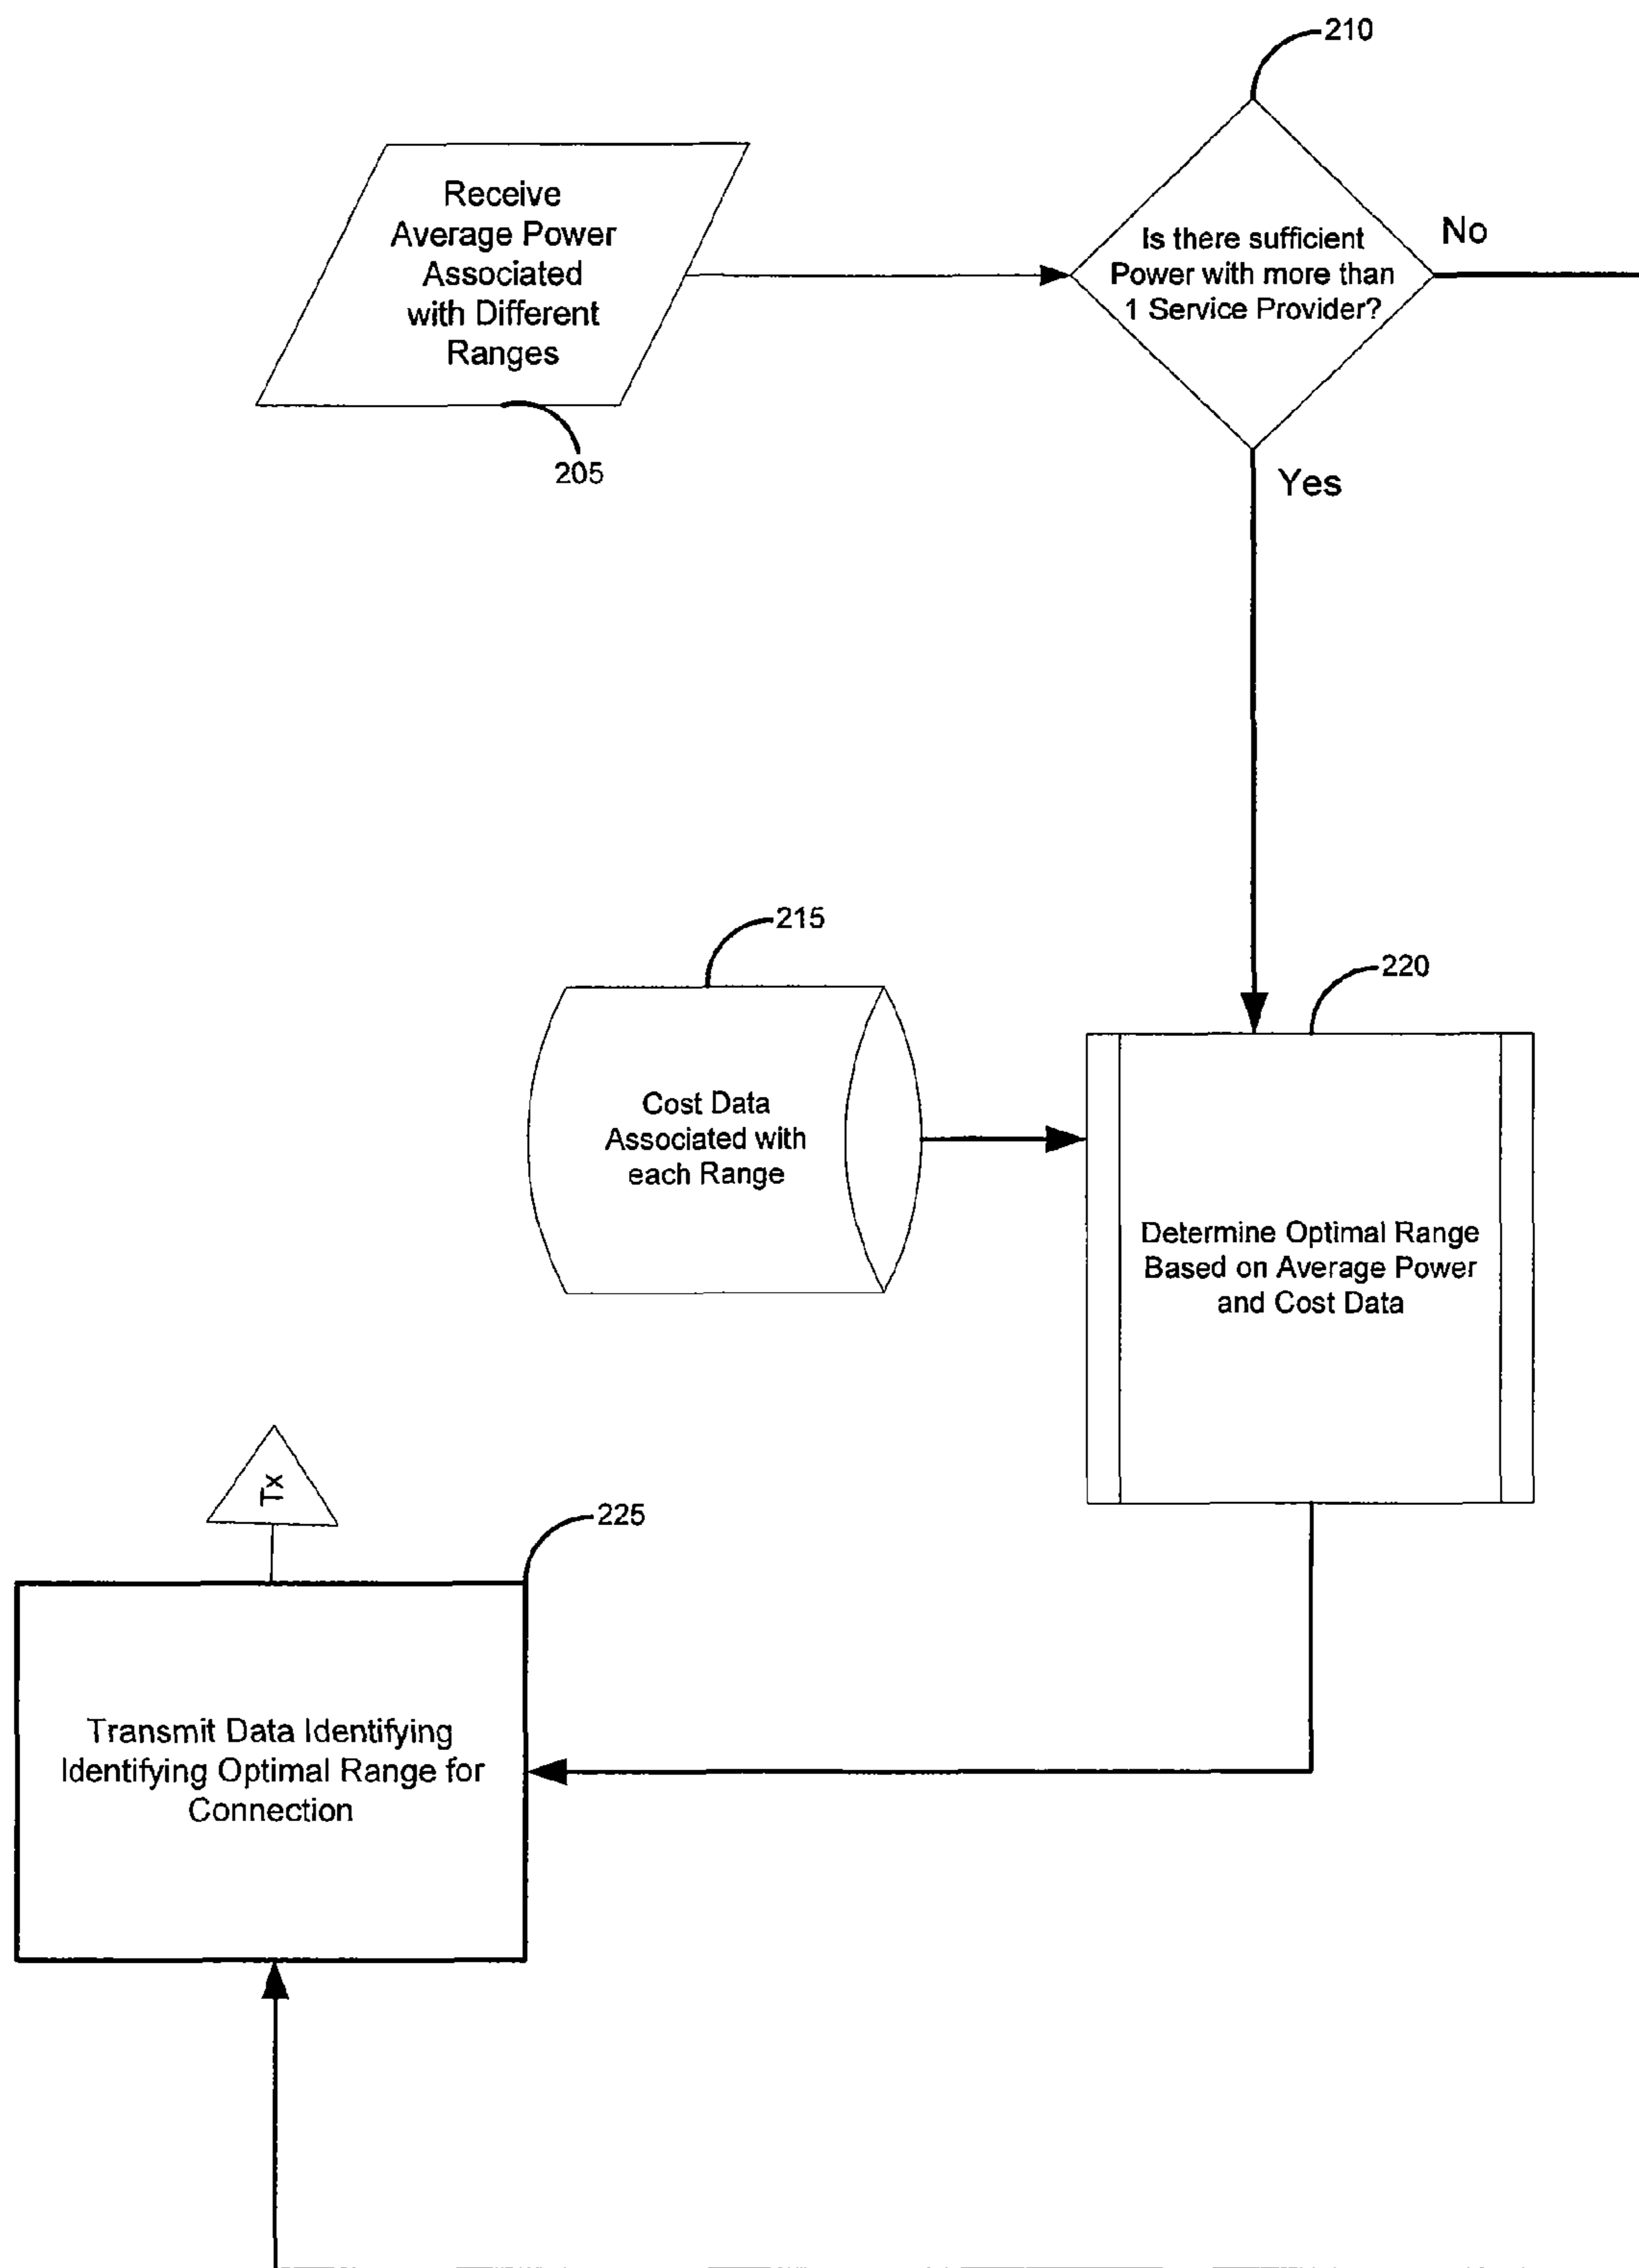 210
Receive
Average Power
Associated
with Different
Ranges
Is there sufficient
Power with more than
1 Service Provider?
No
205
Yes
215
220
Cost Data
Associated with
each Range
Determine Optimal Range
Based on Average Power
and Cost Data
Tx
225
Transmit Data Identifying
Identifying Optimal Range for
Connection